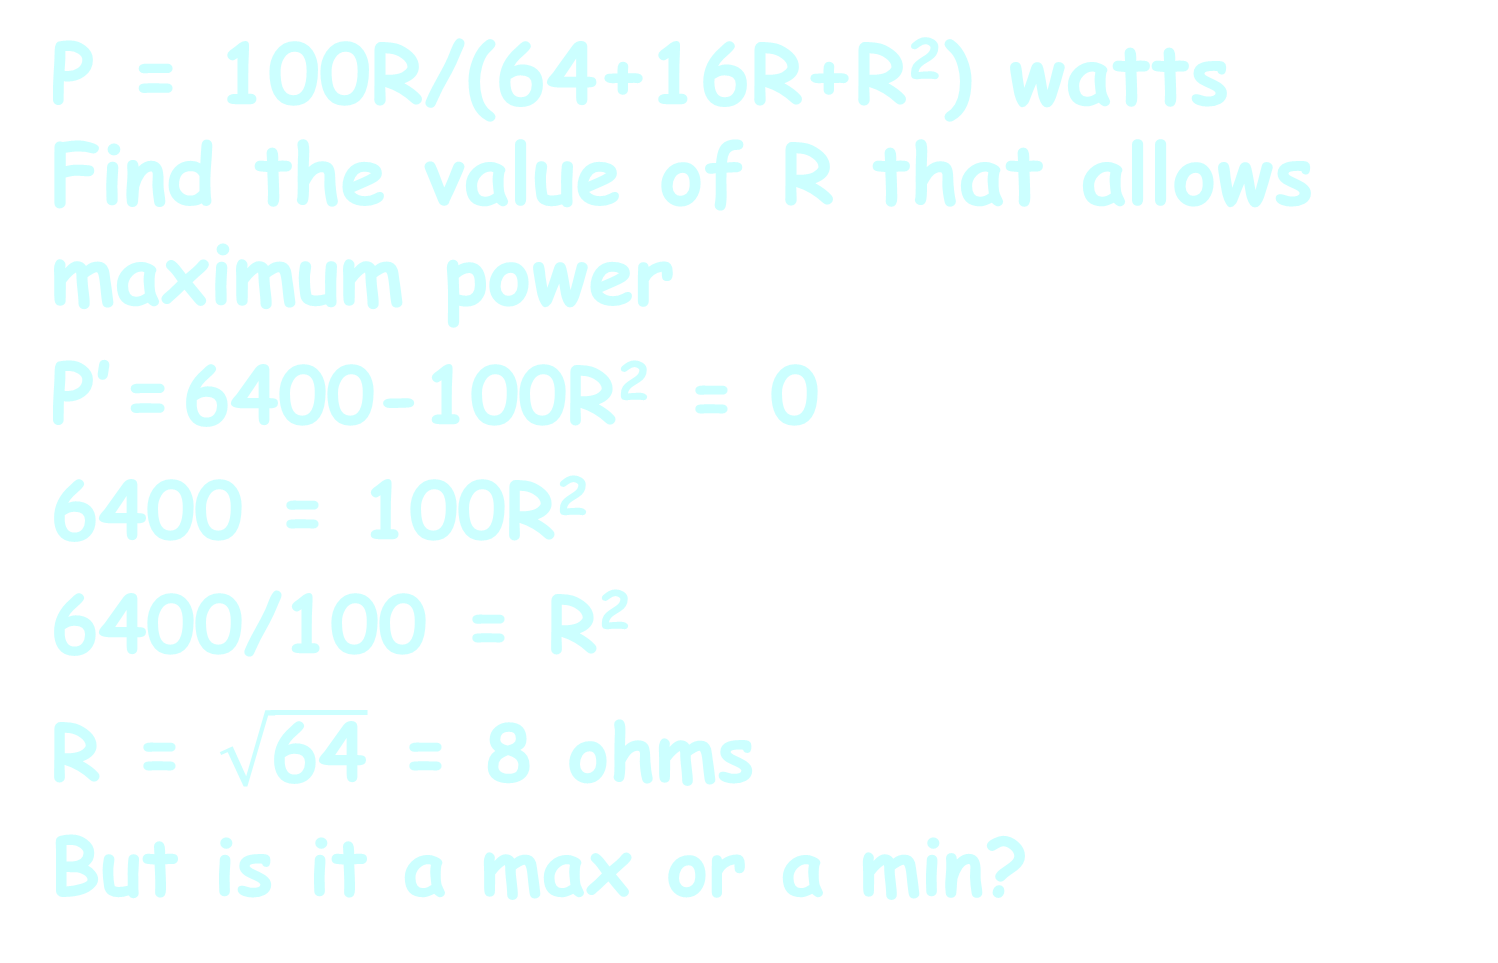 P = 100R/(64+16R+R²) watts
Find the value of R that allows
maximum power
P’ = 6400-100R² = 0
6400 = 100R²
6400/100 = R²
R = √64 = 8 ohms
But is it a max or a min?